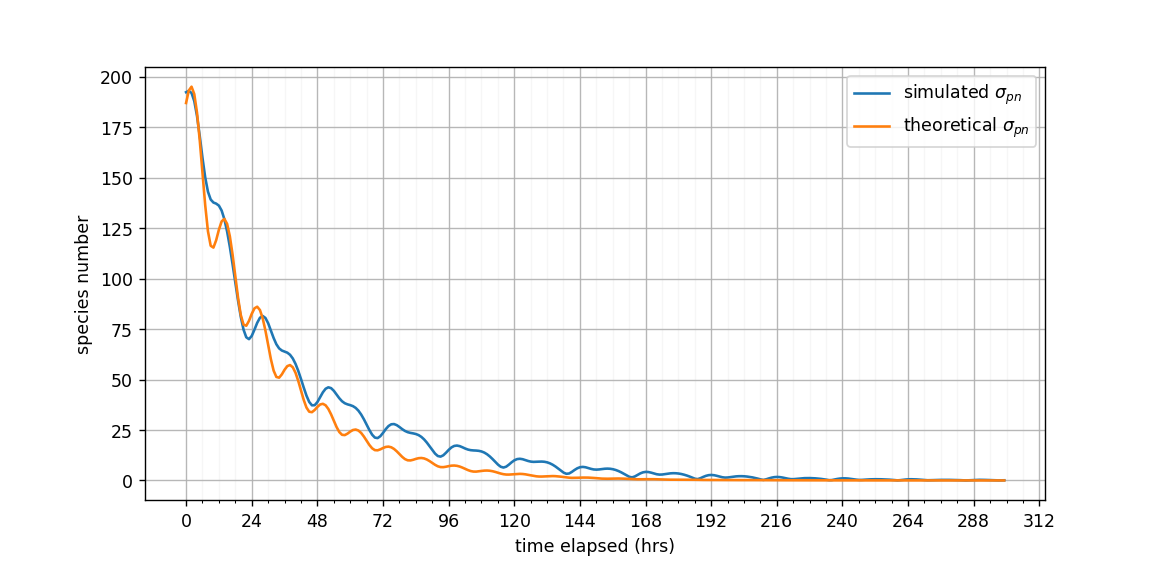 simulated σpn
theoretical σpn
species number
200
175
150
125
100
75
50
25
0
0 24 48 72 96 120 144 168 192 216 240 264 288 312
time elapsed (hrs)